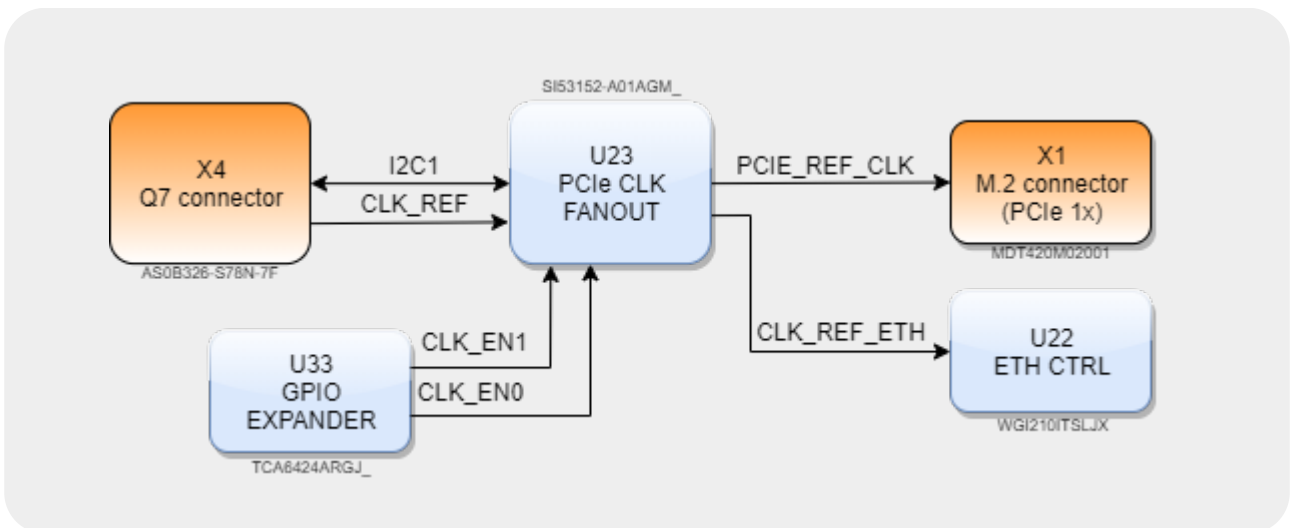 SI53152-A01AGM_
X4
Q7 connector
AS0B326-S78N-7F
I2C1
CLK_REF
U23
PCIe CLK
FANOUT
PCIE_REF_CLK
X1
M.2 connector
(PCIe 1x)
MDT420M02001
CLK_REF_ETH
U22
ETH CTRL
WGI210ITSLJX
U33
GPIO
EXPANDER
TCA6424ARGJ_
CLK_EN1
CLK_EN0